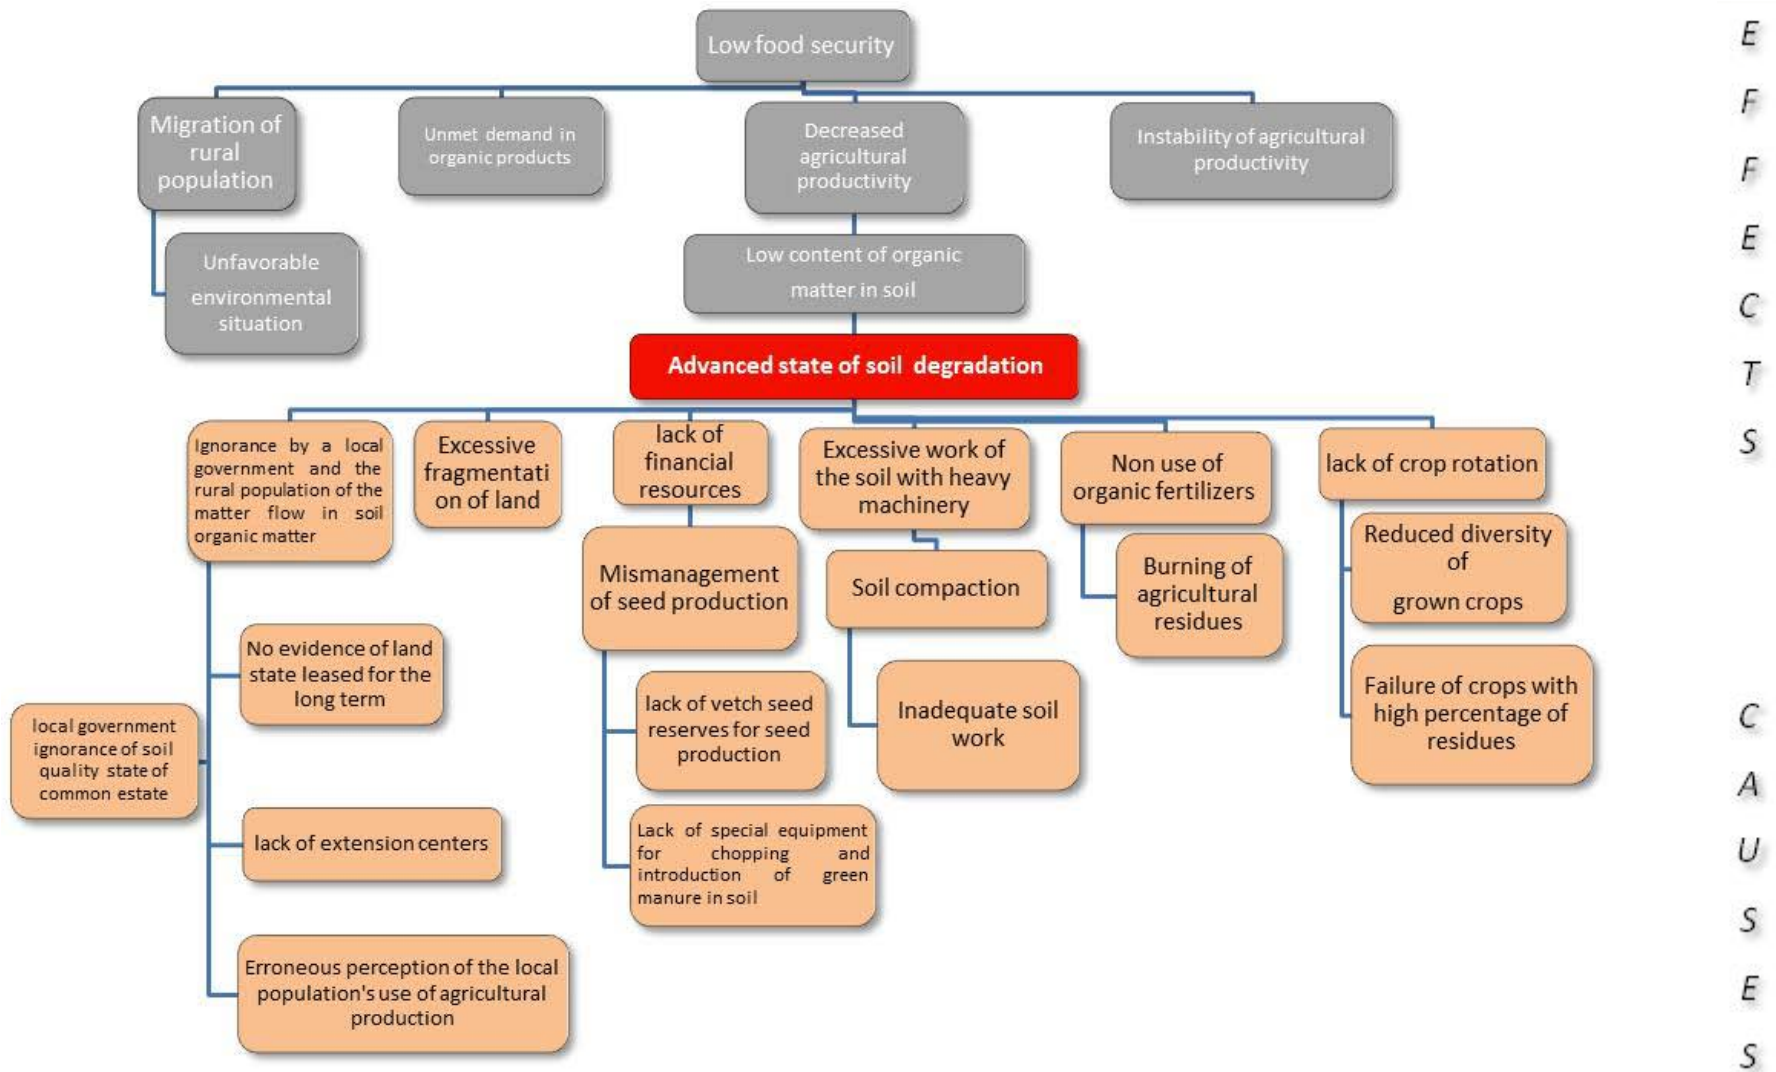 Low food security
Migration of
rural
population
Unmet demand in
organic products
Decreased
agricultural
productivity
Instability of agricultural
productivity
Unfavorable
environmental
situation
Low content of organic
matter in soil
Advanced state of soil degradation
Ignorance by a local
government and the
rural population of the
matter flow in soil
organic matter
Excessive
fragmentati
on of land
lack of
financial
resources
Excessive work of
the soil with heavy
machinery
Non use of
organic fertilizers
lack of crop rotation
Mismanagement
of seed production
Soil compaction
Burning of
agricultural
residues
Reduced diversity
of
grown crops
No evidence of land
state leased for the
long term
lack of vetch seed
reserves for seed
production
Inadequate soil
work
Failure of crops with
high percentage of
residues
local government
ignorance of soil
quality state of
common estate
lack of extension centers
Lack of special equipment
for chopping and
introduction of green
manure in soil
Erroneous perception of the local
population's use of agricultural
production
E
F
F
E
C
T
S
C
A
U
S
E
S